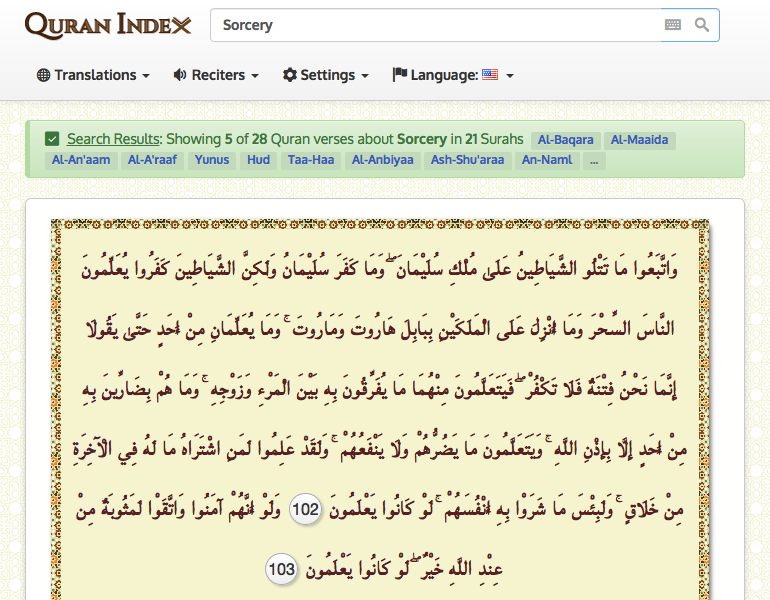 QURAN INDEX
Sorcery
Translations
Reciters
Settings
Language:
Search Results: Showing 5 of 28 Quran verses about Sorcery in 21 Surahs Al-Baqara Al-Maaida
Al-An'aam Al-A'raaf Yunus Hud Taa-Haa Al-Anbiyaa Ash-Shu'araa An-Naml ...
وَاتَّبَعُوا مَا تَتْلُو الشَّيَاطِينُ عَلَىٰ مُلْكِ سُلَيْمَانَ ۖ وَمَا كَفَرَ سُلَيْمَانُ وَلَٰكِنَّ الشَّيَاطِينَ كَفَرُوا يُعَلِّمُونَ
النَّاسَ السِّحْرَ وَمَا أُنْزِلَ عَلَى الْمَلَكَيْنِ بِبَابِلَ هَارُوتَ وَمَارُوتَ ۚ وَمَا يُعَلِّمَانِ مِنْ أَحَدٍ حَتَّىٰ يَقُولَا
إِنَّمَا نَحْنُ فِتْنَةٌ فَلَا تَكْفُرْ ۖ فَيَتَعَلَّمُونَ مِنْهُمَا مَا يُفَرِّقُونَ بِهِ بَيْنَ الْمَرْءِ وَزَوْجِهِ ۚ وَمَا هُمْ بِضَارِّينَ بِهِ
مِنْ أَحَدٍ إِلَّا بِإِذْنِ اللَّهِ ۚ وَيَتَعَلَّمُونَ مَا يَضُرُّهُمْ وَلَا يَنْفَعُهُمْ ۚ وَلَقَدْ عَلِمُوا لَمَنِ اشْتَرَاهُ مَا لَهُ فِي الْآخِرَةِ
مِنْ خَلَاقٍ ۚ وَلَبِئْسَ مَا شَرَوْا بِهِ أَنْفُسَهُمْ ۚ لَوْ كَانُوا يَعْلَمُونَ 102 وَلَوْ أَنَّهُمْ آمَنُوا وَاتَّقَوْا لَمَثُوبَةٌ مِنْ
عِنْدِ اللَّهِ خَيْرٌ ۖ لَوْ كَانُوا يَعْلَمُونَ 103